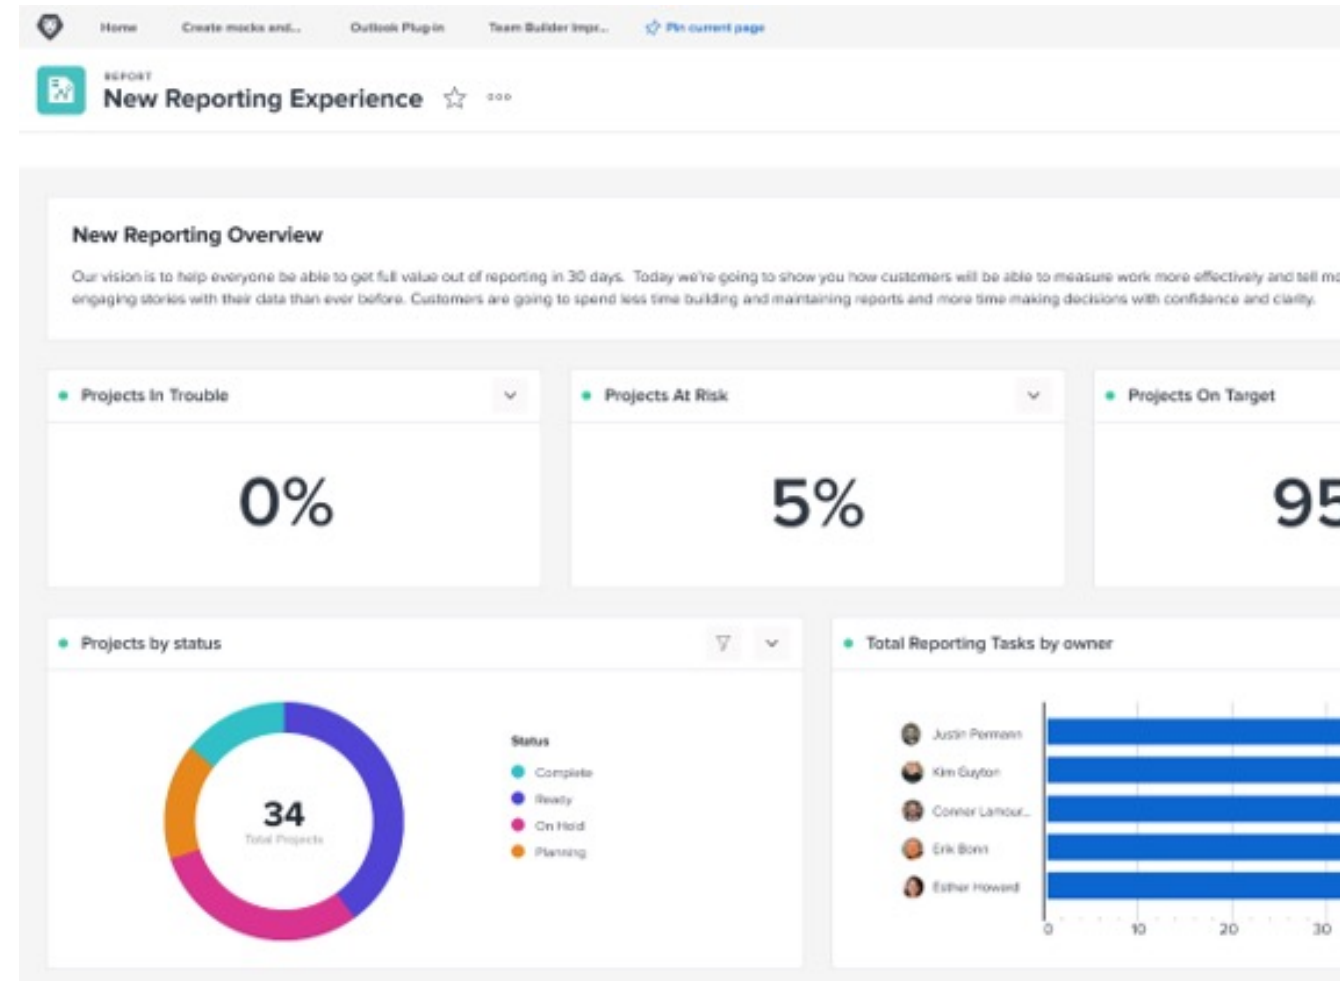 Home Create mocks and... Outlook Plug-in Team Builder Impr... Pin current page
REPORT
New Reporting Experience
New Reporting Overview
Our vision is to help everyone be able to get full value out of reporting in 30 days. Today we're going to show you how customers will be able to measure work more effectively and tell mo
engaging stories with their data than ever before. Customers are going to spend less time building and maintaining reports and more time making decisions with confidence and clarity.
Projects In Trouble
0%
Projects At Risk
5%
Projects On Target
95
Projects by status
34
Total Projects
Status
Complete
Ready
On Hold
Planning
Total Reporting Tasks by owner
Justin Permann
Kim Guyton
Conner Lamour...
Erik Bonn
Esther Howard
0 10 20 30